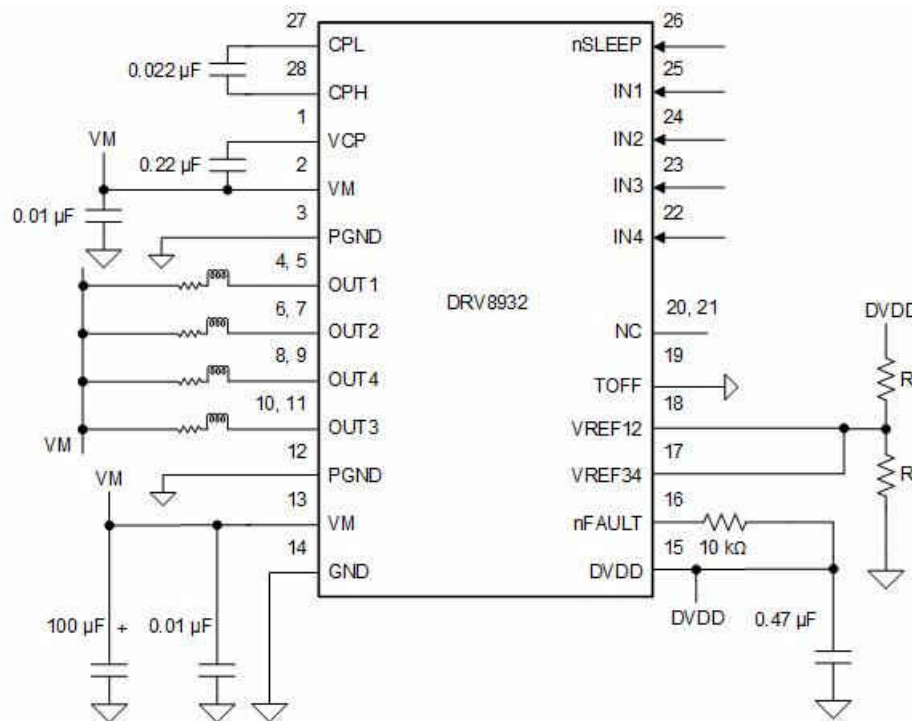 27
CPL
28
0.022 µF
CPH
1
VCP
VM
0.22 µF
2
VM
0.01 µF
3
PGND
4, 5
OUT1
6, 7
OUT2
8, 9
OUT4
10, 11
OUT3
VM
12
PGND
VM
13
VM
14
GND
100 µF +
0.01 µF
DRV8932
26
nSLEEP
25
IN1
24
IN2
23
IN3
22
IN4
20, 21
NC
19
TOFF
18
VREF12
17
VREF34
16
nFAULT
10 kΩ
15
DVDD
DVDD
0.47 µF
DVDD
R
R